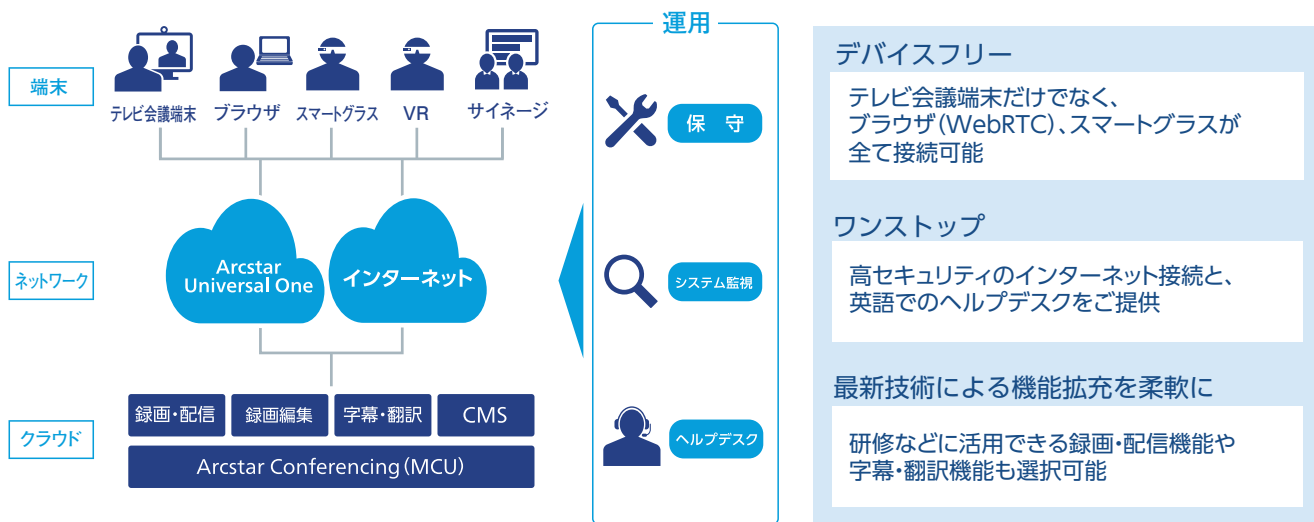 端末
テレビ会議端末
ブラウザ
スマートグラス
VR
サイネージ
ネットワーク
Arcstar
Universal One
インターネット
クラウド
録画・配信
録画編集
字幕・翻訳
CMS
Arcstar Conferencing(MCU)
運用
保 守
システム監視
ヘルプデスク
デバイスフリー
テレビ会議端末だけでなく、
ブラウザ(WebRTC)、スマートグラスが
全て接続可能
ワンストップ
高セキュリティのインターネット接続と、
英語でのヘルプデスクをご提供
最新技術による機能拡充を柔軟に
研修などに活用できる録画・配信機能や
字幕・翻訳機能も選択可能